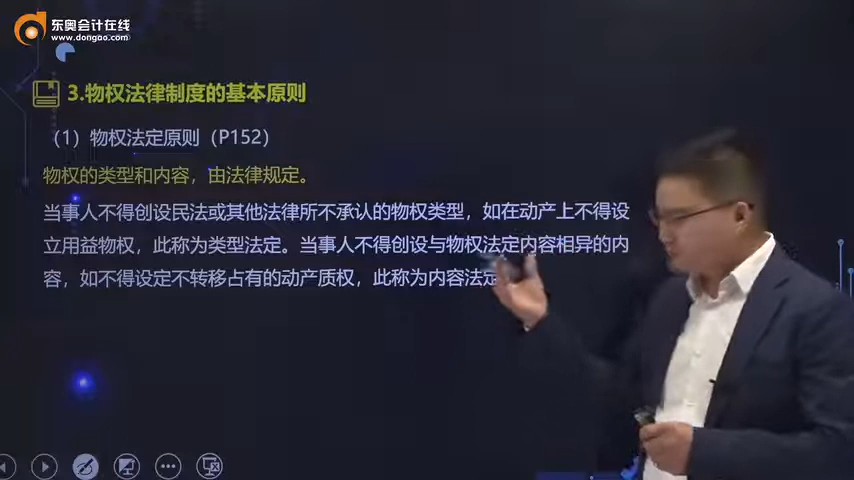 东奥会计在线
www.dongao.com
3.物权法律制度的基本原则
（1）物权法定原则（P152）
物权的类型和内容，由法律规定。
当事人不得创设民法或其他法律所不承认的物权类型，如在动产上不得设
立用益物权，此称为类型法定。当事人不得创设与物权法定内容相异的内
容，如不得设定不转移占有的动产质权，此称为内容法定